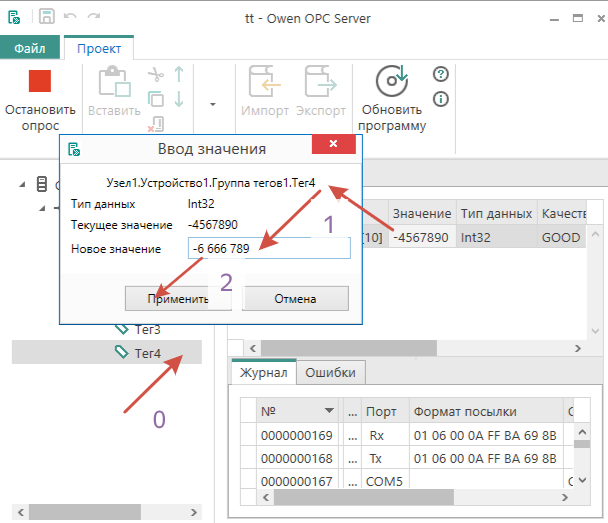 tt - Owen OPC Server
Файл Проект
Остановить опрос
Вставить
Импорт Экспорт
Обновить программу
Ввод значения
Узел1.Устройство1.Группа тегов1.Тег4
Тип данных Int32
Текущее значение -4567890
Новое значение -6 666 789
Применить Отмена
1
2
0
Значение Тип данных Качеств
[10] -4567890 Int32 GOOD
Тег3
Тег4
Журнал Ошибки
№ ... Порт Формат посылки
0000000169 ... Rx 01 06 00 0A FF BA 69 8B
0000000168 ... Tx 01 06 00 0A FF BA 69 8B
0000000167 ... COM5